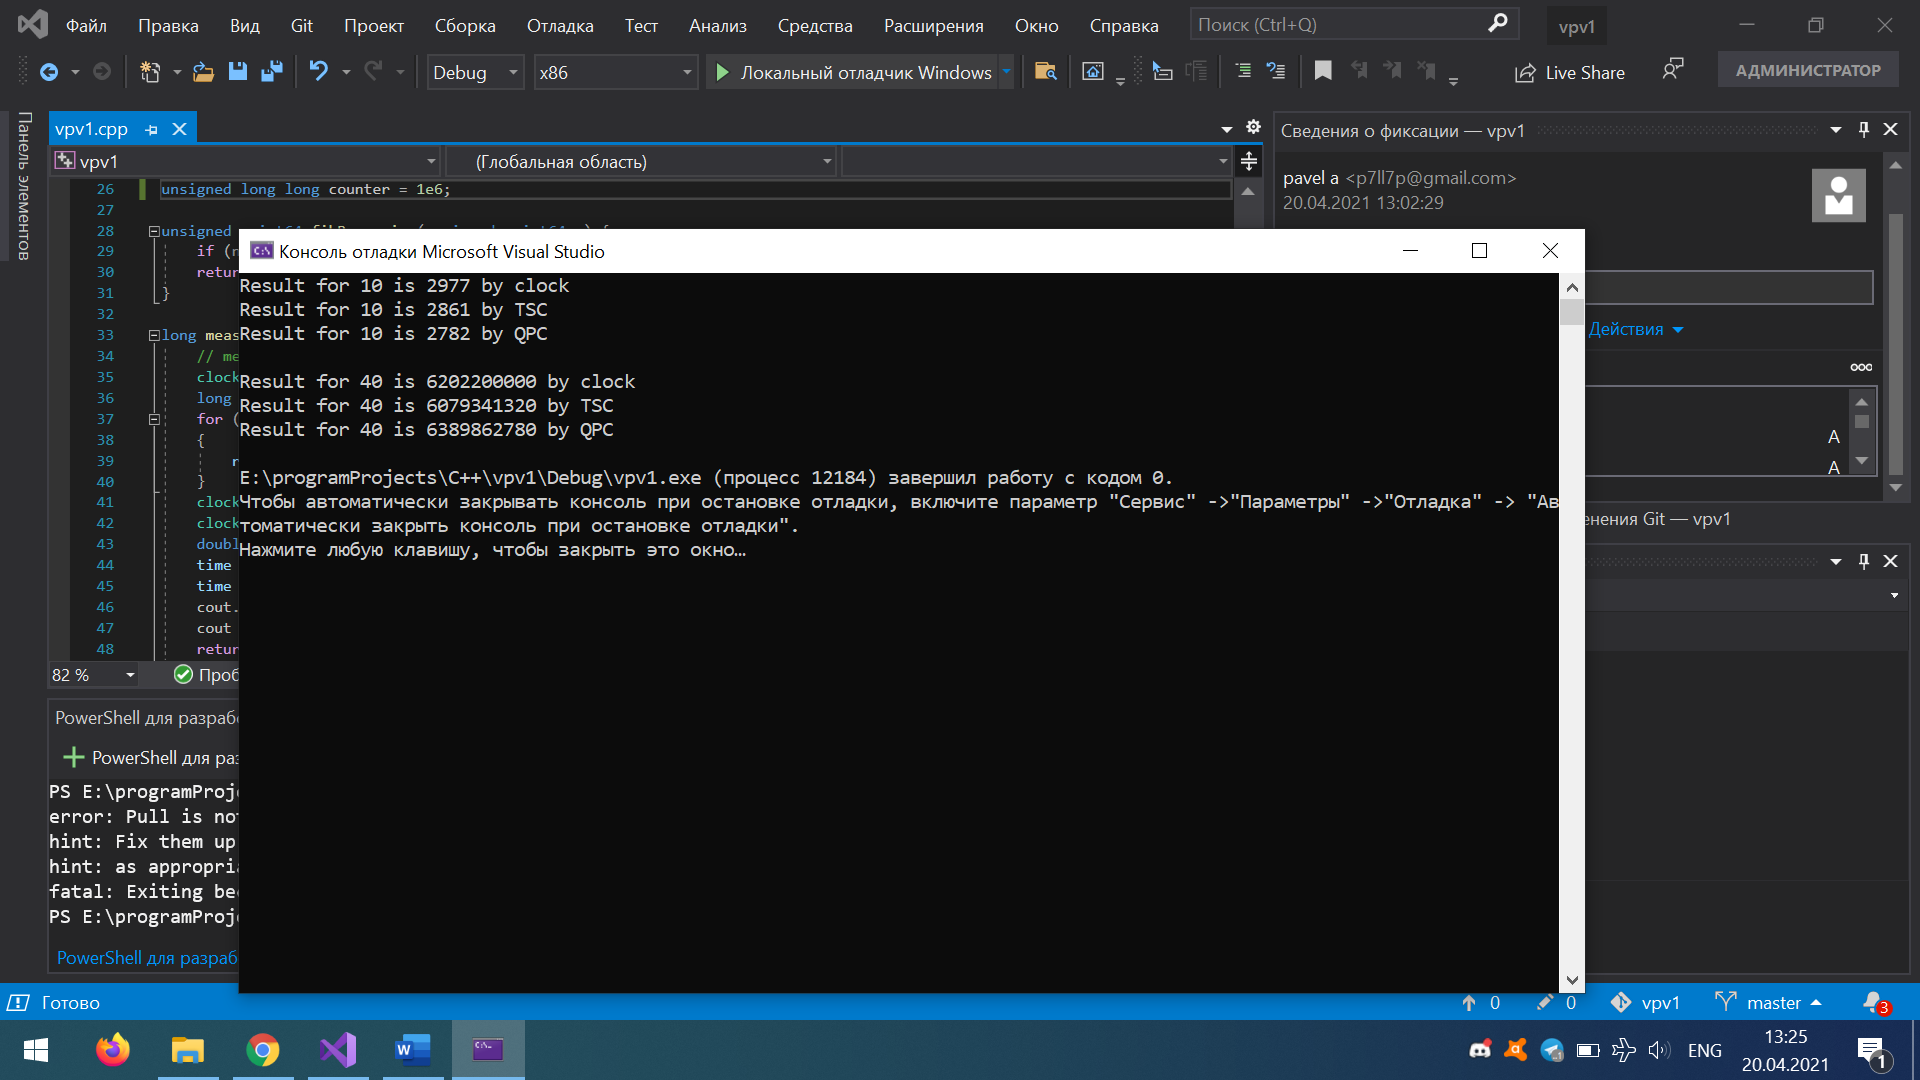 Файл Правка Вид Git Проект Сборка Отладка Тест Анализ Средства Расширения Окно Справка Поиск (Ctrl+Q) vpv1
Debug x86 Локальный отладчик Windows Live Share АДМИНИСТРАТОР
Панель элементов
vpv1.cpp
vpv1 (Глобальная область)
26 unsigned long long counter = 1e6;
27
28 unsigned
29 if (
30 retur
31 }
32
33 long meas
34 // me
35 clock
36 long
37 for (
38 {
39 r
40 }
41 clock
42 clock
43 doubl
44 time
45 time
46 cout.
47 cout
48 retur
82 % Проб
Сведения о фиксации — vpv1
pavel a <p7ll7p@gmail.com>
20.04.2021 13:02:29
Действия
A
A
енения Git — vpv1
Консоль отладки Microsoft Visual Studio
Result for 10 is 2977 by clock
Result for 10 is 2861 by TSC
Result for 10 is 2782 by QPC
Result for 40 is 6202200000 by clock
Result for 40 is 6079341320 by TSC
Result for 40 is 6389862780 by QPC
E:\programProjects\C++\vpv1\Debug\vpv1.exe (процесс 12184) завершил работу с кодом 0.
Чтобы автоматически закрывать консоль при остановке отладки, включите параметр "Сервис" ->"Параметры" ->"Отладка" -> "Ав
томатически закрыть консоль при остановке отладки".
Нажмите любую клавишу, чтобы закрыть это окно…
PowerShell для разрабо
PowerShell для раз
PS E:\programProje
error: Pull is not
hint: Fix them up
hint: as appropria
fatal: Exiting bec
PS E:\programProje
PowerShell для разраб
Готово 0 0 vpv1 master 3
ENG 13:25
20.04.2021 1